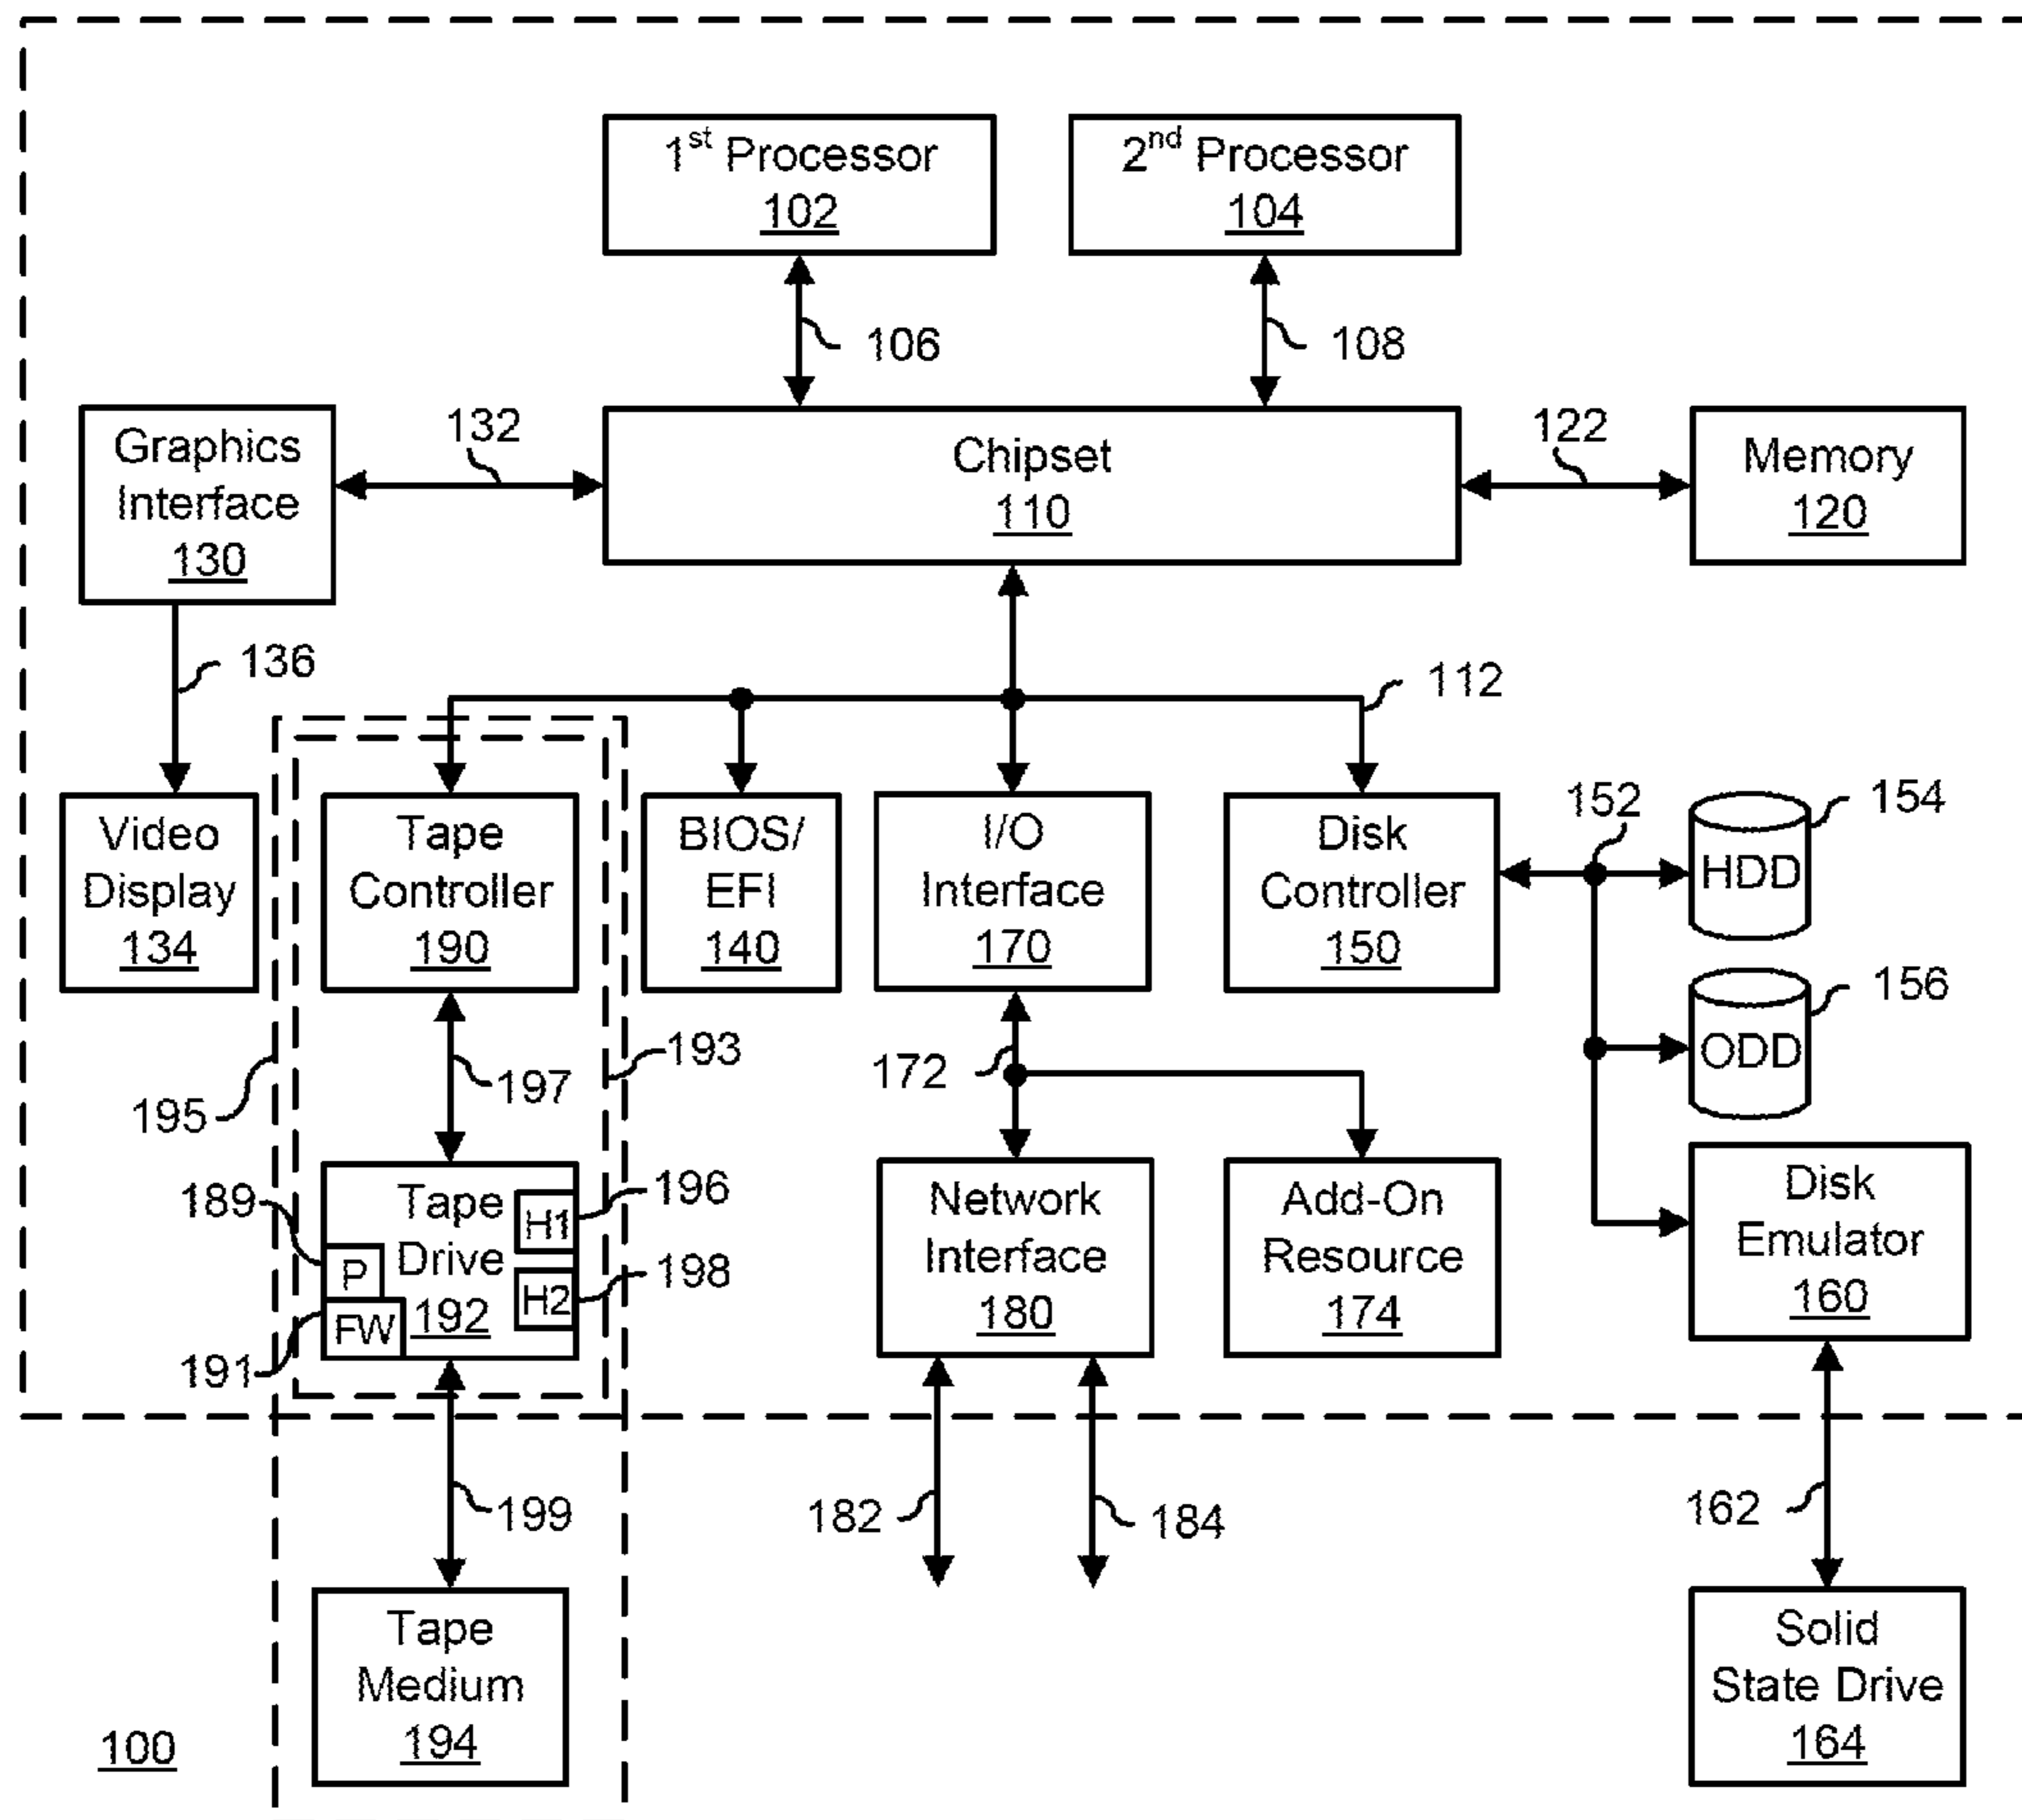 1st Processor
102
2nd Processor
104
106
108
Graphics
Interface
130
132
Chipset
110
122
Memory
120
136
112
Video
Display
134
Tape
Controller
190
BIOS/
EFI
140
I/O
Interface
170
Disk
Controller
150
152
HDD
154
ODD
156
195
197
193
172
189
191
Tape
Drive
192
P
FW
H1
H2
196
198
Network
Interface
180
Add-On
Resource
174
Disk
Emulator
160
199
182
184
162
Tape
Medium
194
Solid
State Drive
164
100